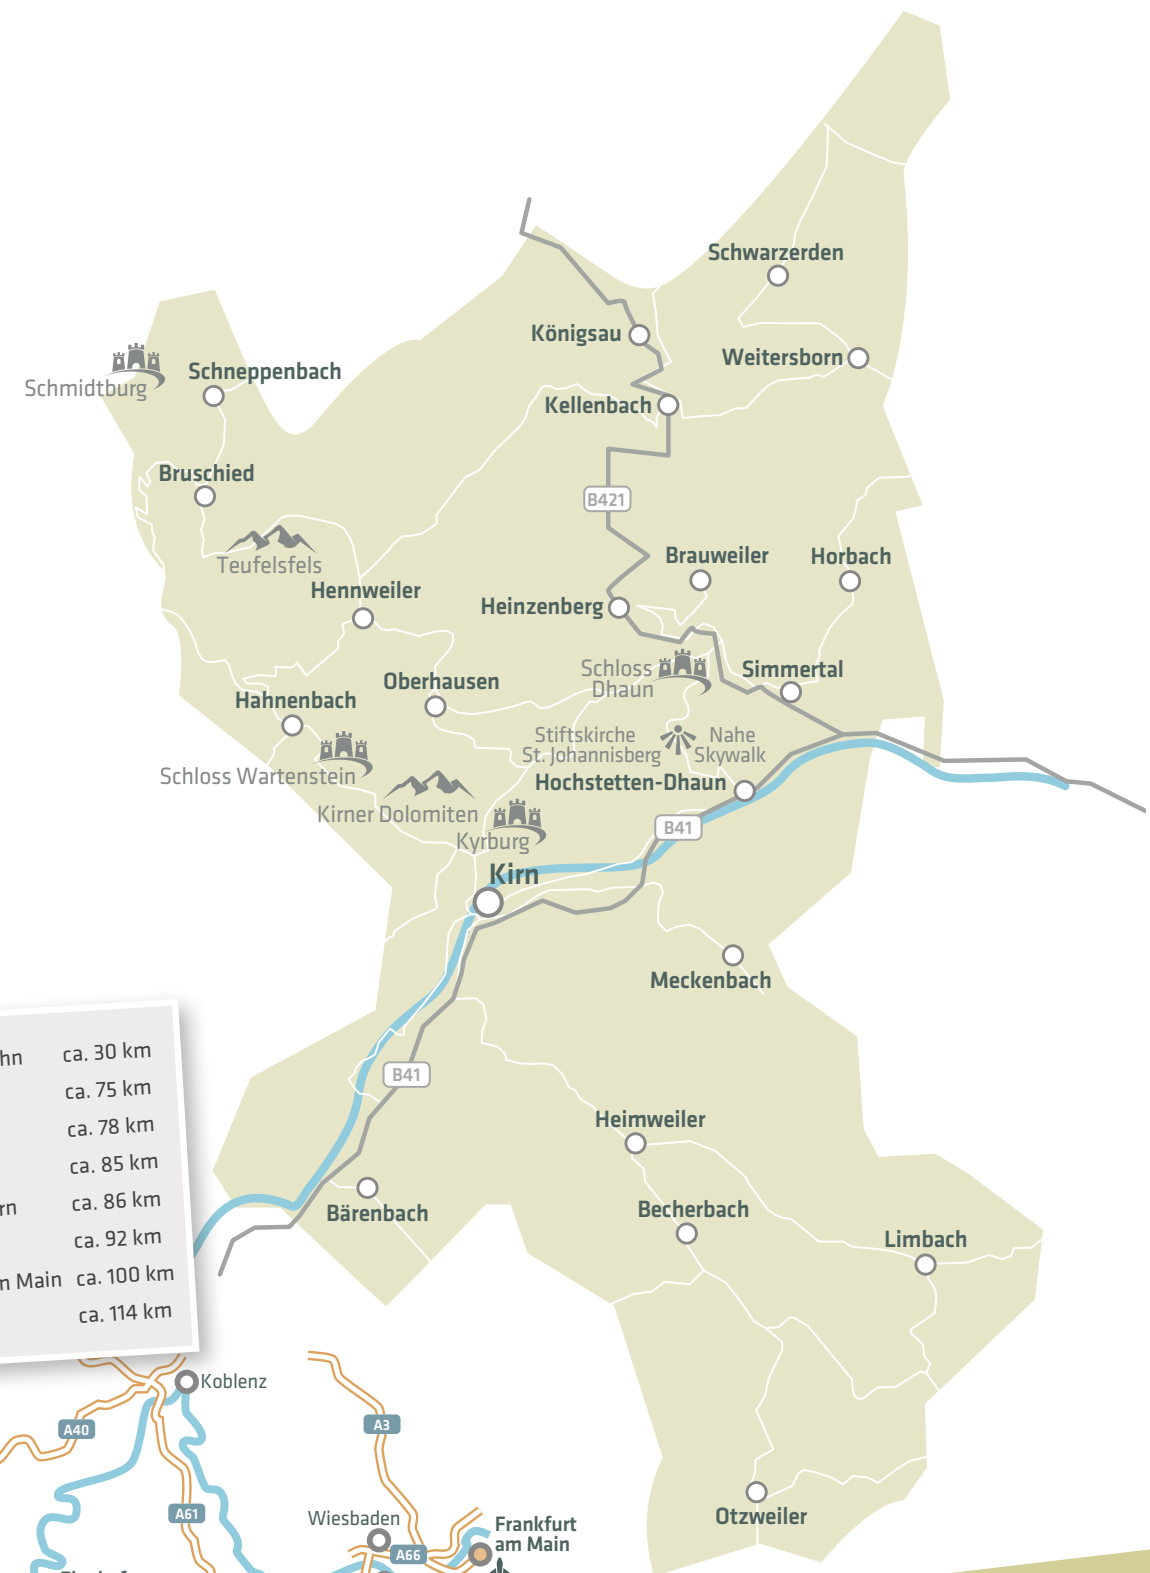 Schwarzerden
Königsau
Weitersborn
Schneppenbach
Schmidtburg
Kellenbach
Bruschied
B421
Teufelsfels
Brauweiler
Horbach
Hennweiler
Heinzenberg
Schloss
Dhaun
Simmertal
Oberhausen
Hahnenbach
Stiftskirche
St. Johannisberg
Nahe
Skywalk
Schloss Wartenstein
Hochstetten-Dhaun
Kirner Dolomiten
B41
Kyrburg
Kirn
Meckenbach
hn ca. 30 km
ca. 75 km
ca. 78 km
ca. 85 km
rn ca. 86 km
ca. 92 km
Main ca. 100 km
ca. 114 km
B41
Heimweiler
Bärenbach
Becherbach
Limbach
Koblenz
A40
A3
A61
Wiesbaden
A66
Frankfurt
am Main
Otzweiler